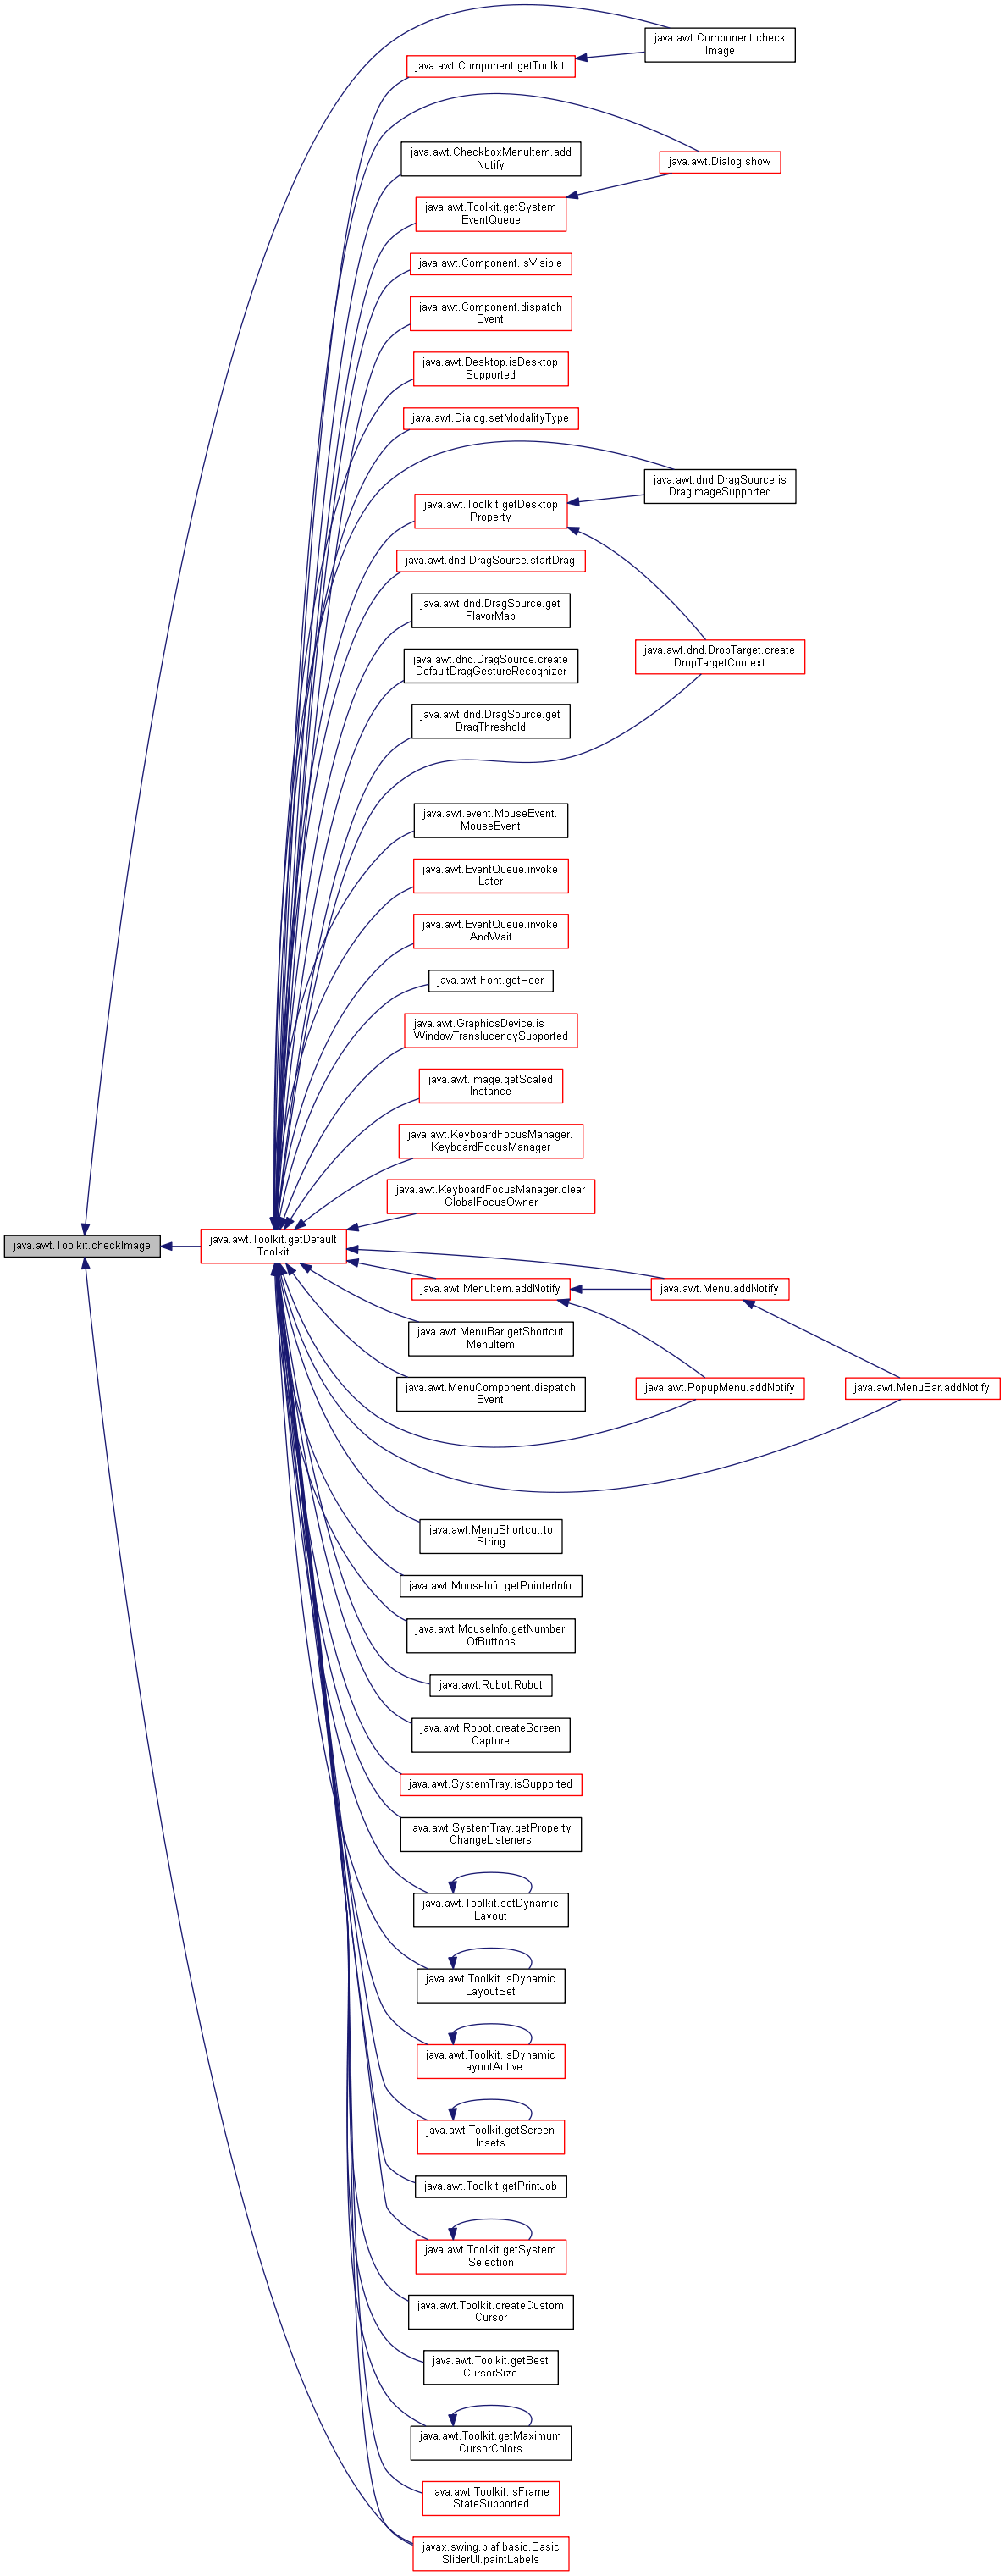 java.awt.Component.check
Image
java.awt.Component.getToolkit
java.awt.CheckboxMenuItem.add
Notify
java.awt.Dialog.show
java.awt.Toolkit.getSystem
EventQueue
java.awt.Component.isVisible
java.awt.Component.dispatch
Event
java.awt.Desktop.isDesktop
Supported
java.awt.Dialog.setModalityType
java.awt.dnd.DragSource.is
DragImageSupported
java.awt.Toolkit.getDesktop
Property
java.awt.dnd.DragSource.startDrag
java.awt.dnd.DragSource.get
FlavorMap
java.awt.dnd.DropTarget.create
DropTargetContext
java.awt.dnd.DragSource.create
DefaultDragGestureRecognizer
java.awt.dnd.DragSource.get
DragThreshold
java.awt.event.MouseEvent.
MouseEvent
java.awt.EventQueue.invoke
Later
java.awt.EventQueue.invoke
AndWait
java.awt.Font.getPeer
java.awt.GraphicsDevice.is
WindowTranslucencySupported
java.awt.Image.getScaled
Instance
java.awt.KeyboardFocusManager.
KeyboardFocusManager
java.awt.KeyboardFocusManager.clear
GlobalFocusOwner
java.awt.Toolkit.checkImage
java.awt.Toolkit.getDefault
Toolkit
java.awt.MenuItem.addNotify
java.awt.Menu.addNotify
java.awt.MenuBar.getShortcut
MenuItem
java.awt.MenuComponent.dispatch
Event
java.awt.PopupMenu.addNotify
java.awt.MenuBar.addNotify
java.awt.MenuShortcut.to
String
java.awt.MouseInfo.getPointerInfo
java.awt.MouseInfo.getNumber
OfButtons
java.awt.Robot.Robot
java.awt.Robot.createScreen
Capture
java.awt.SystemTray.isSupported
java.awt.SystemTray.getProperty
ChangeListeners
java.awt.Toolkit.setDynamic
Layout
java.awt.Toolkit.isDynamic
LayoutSet
java.awt.Toolkit.isDynamic
LayoutActive
java.awt.Toolkit.getScreen
Insets
java.awt.Toolkit.getPrintJob
java.awt.Toolkit.getSystem
Selection
java.awt.Toolkit.createCustom
Cursor
java.awt.Toolkit.getBest
CursorSize
java.awt.Toolkit.getMaximum
CursorColors
java.awt.Toolkit.isFrame
StateSupported
javax.swing.plaf.basic.Basic
SliderUI.paintLabels